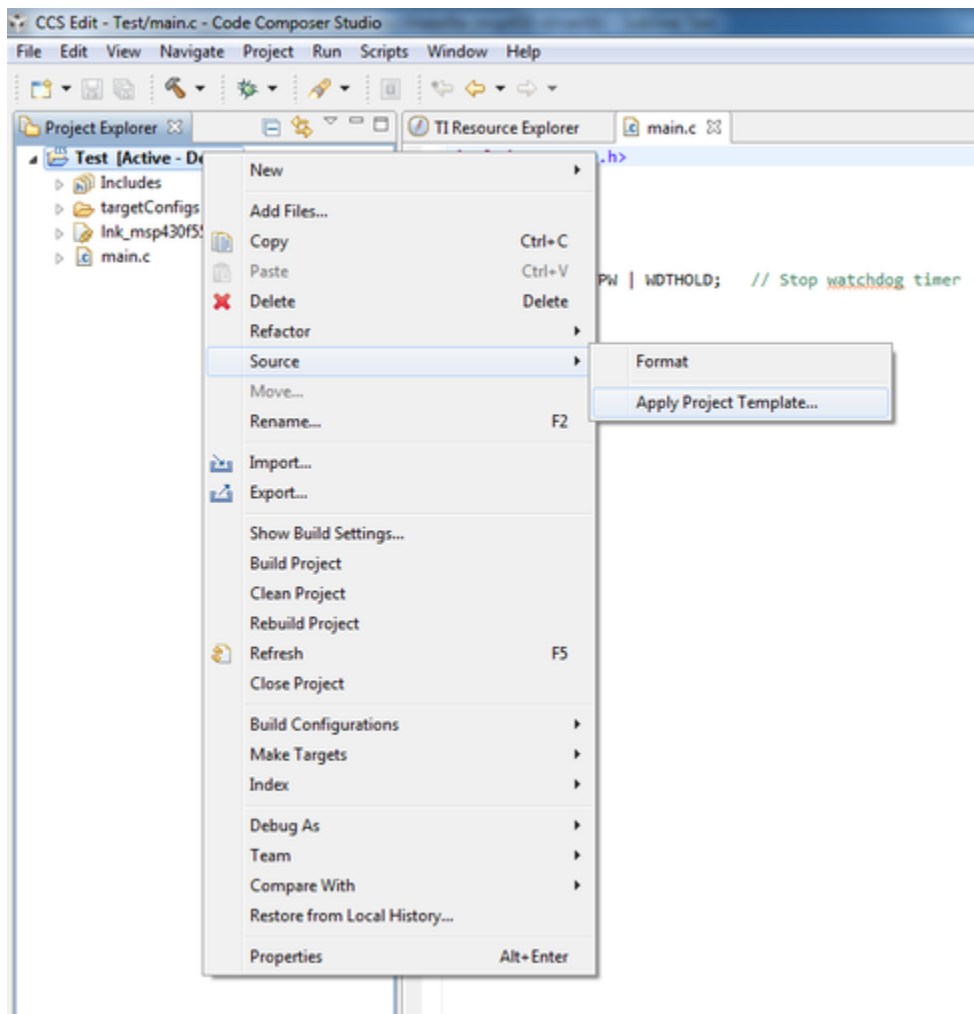 CCS Edit - Test/main.c - Code Composer Studio
File Edit View Navigate Project Run Scripts Window Help
Project Explorer
TI Resource Explorer
main.c
Test [Active - De
.h>
Includes
targetConfigs
lnk_msp430f55
main.c
PW | WDTHOLD; // Stop watchdog timer
New
Add Files...
Copy Ctrl+C
Paste Ctrl+V
Delete Delete
Refactor
Source
Move...
Rename... F2
Import...
Export...
Show Build Settings...
Build Project
Clean Project
Rebuild Project
Refresh F5
Close Project
Build Configurations
Make Targets
Index
Debug As
Team
Compare With
Restore from Local History...
Properties Alt+Enter
Format
Apply Project Template...